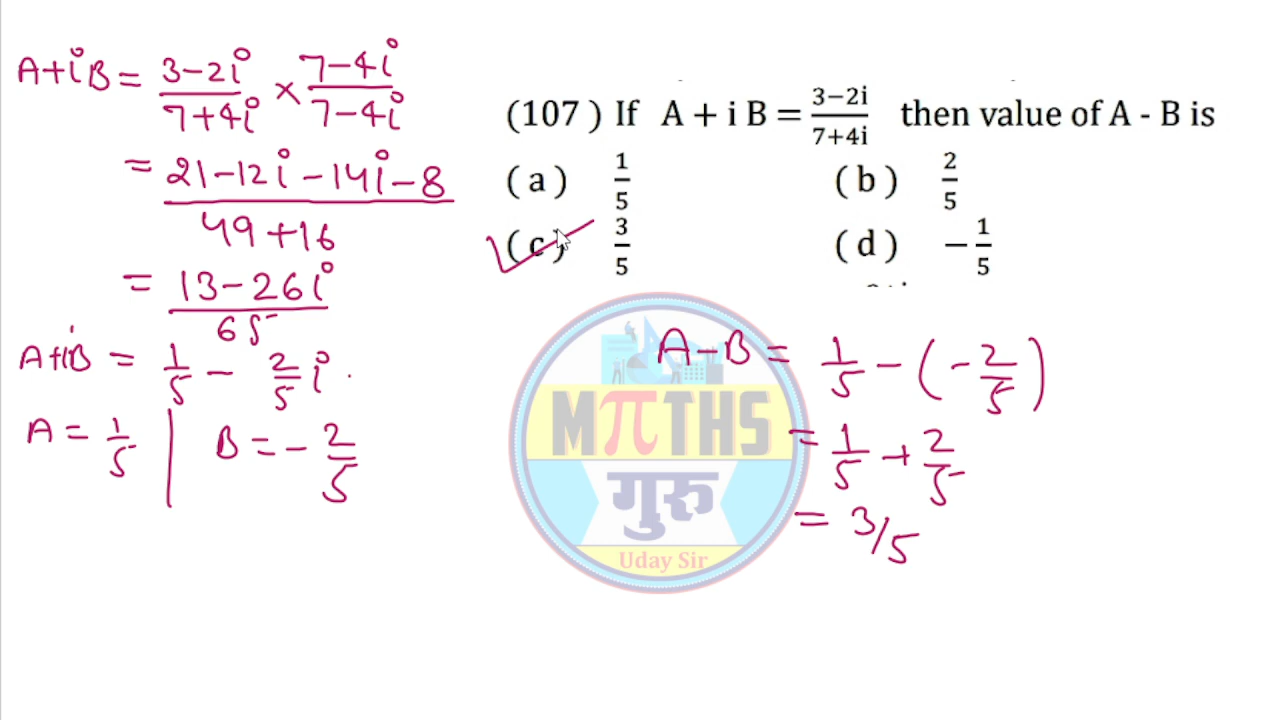 A+iB = 3-2i/7+4i × 7-4i/7-4i
= 21-12i-14i-8/49+16
= 13-26i/65
A+iB = 1/5 - 2/5 i .
A = 1/5 | B = -2/5
(107 ) If A + i B = 3−2i/7+4i then value of A - B is
( a ) 1/5 ( b ) 2/5
( c ) 3/5 ( d ) −1/5
A-B = 1/5 - (-2/5)
= 1/5 + 2/5
= 3/5
MπTHS
गुरु
Uday Sir